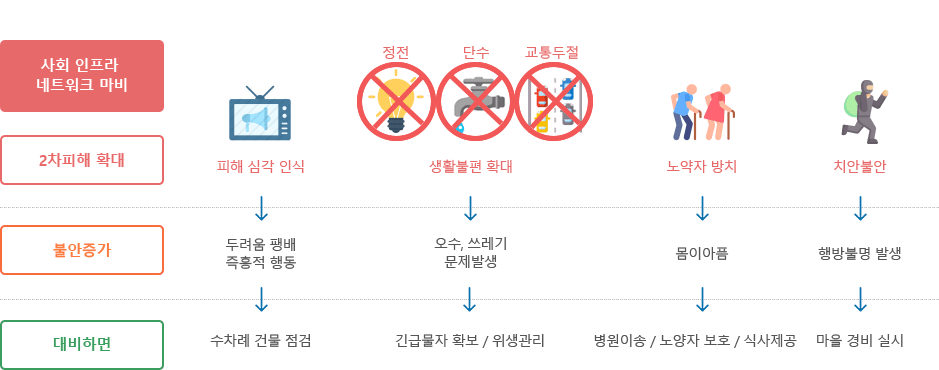 사회 인프라
네트워크 마비
정전
단수
교통두절
2차피해 확대
피해 심각 인식
생활불편 확대
노약자 방치
치안불안
불안증가
두려움 팽배
즉흥적 행동
오수, 쓰레기
문제발생
몸이아픔
행방불명 발생
대비하면
수차례 건물 점검
긴급물자 확보 / 위생관리
병원이송 / 노약자 보호 / 식사제공
마을 경비 실시